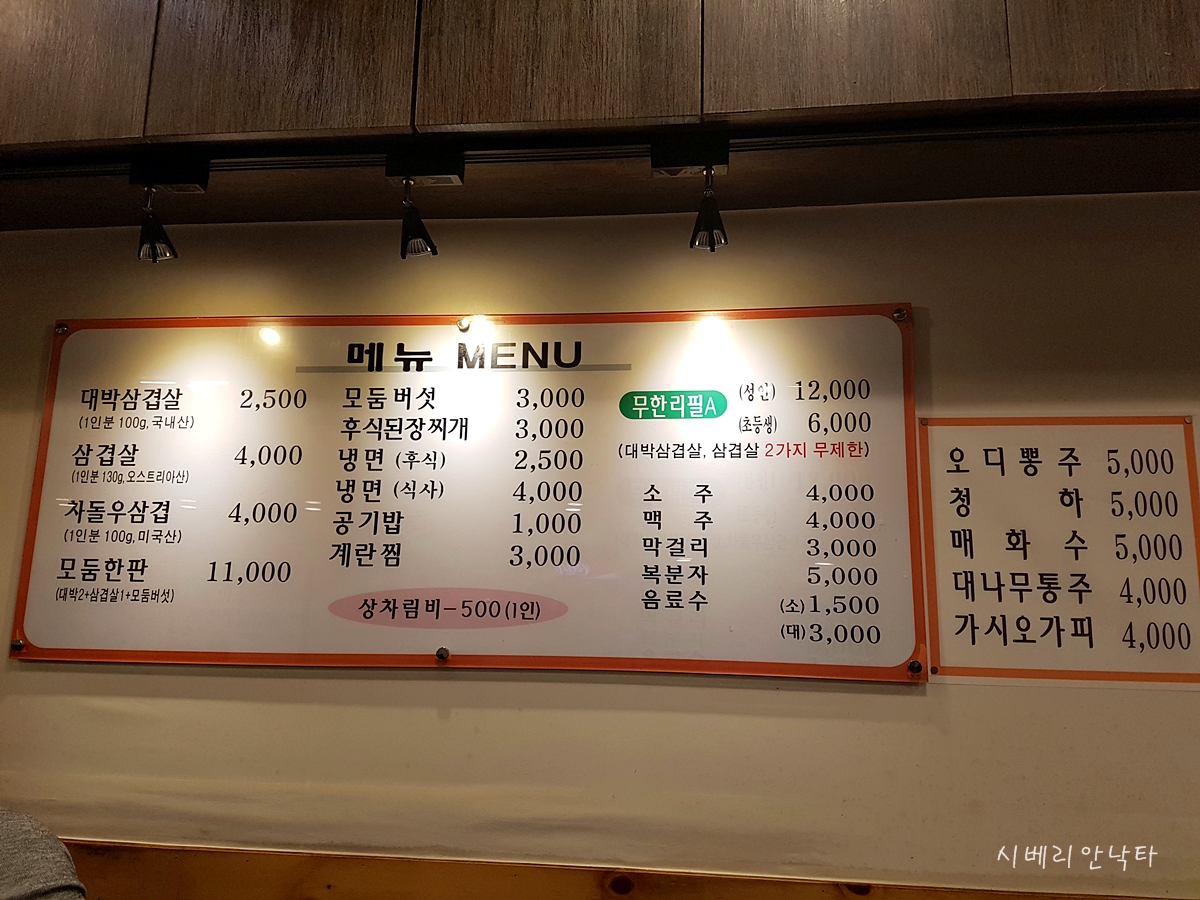 메뉴 MENU
대박삼겹살 2,500
(1인분 100g, 국내산)
삼겹살 4,000
(1인분 130g, 오스트리아산)
차돌우삼겹 4,000
(1인분 100g, 미국산)
모둠한판 11,000
(대박2+삼겹살1+모둠버섯)
모둠버섯 3,000
후식된장찌개 3,000
냉면 (후식) 2,500
냉면 (식사) 4,000
공기밥 1,000
계란찜 3,000
상차림비-500(1인)
무한리필A (성인) 12,000
(초등생) 6,000
(대박삼겹살, 삼겹살 2가지 무제한)
소주 4,000
맥주 4,000
막걸리 3,000
복분자 5,000
음료수 (소)1,500
(대)3,000
오디뽕주 5,000
청하 5,000
매화수 5,000
대나무통주 4,000
가시오가피 4,000
시베리안낙타